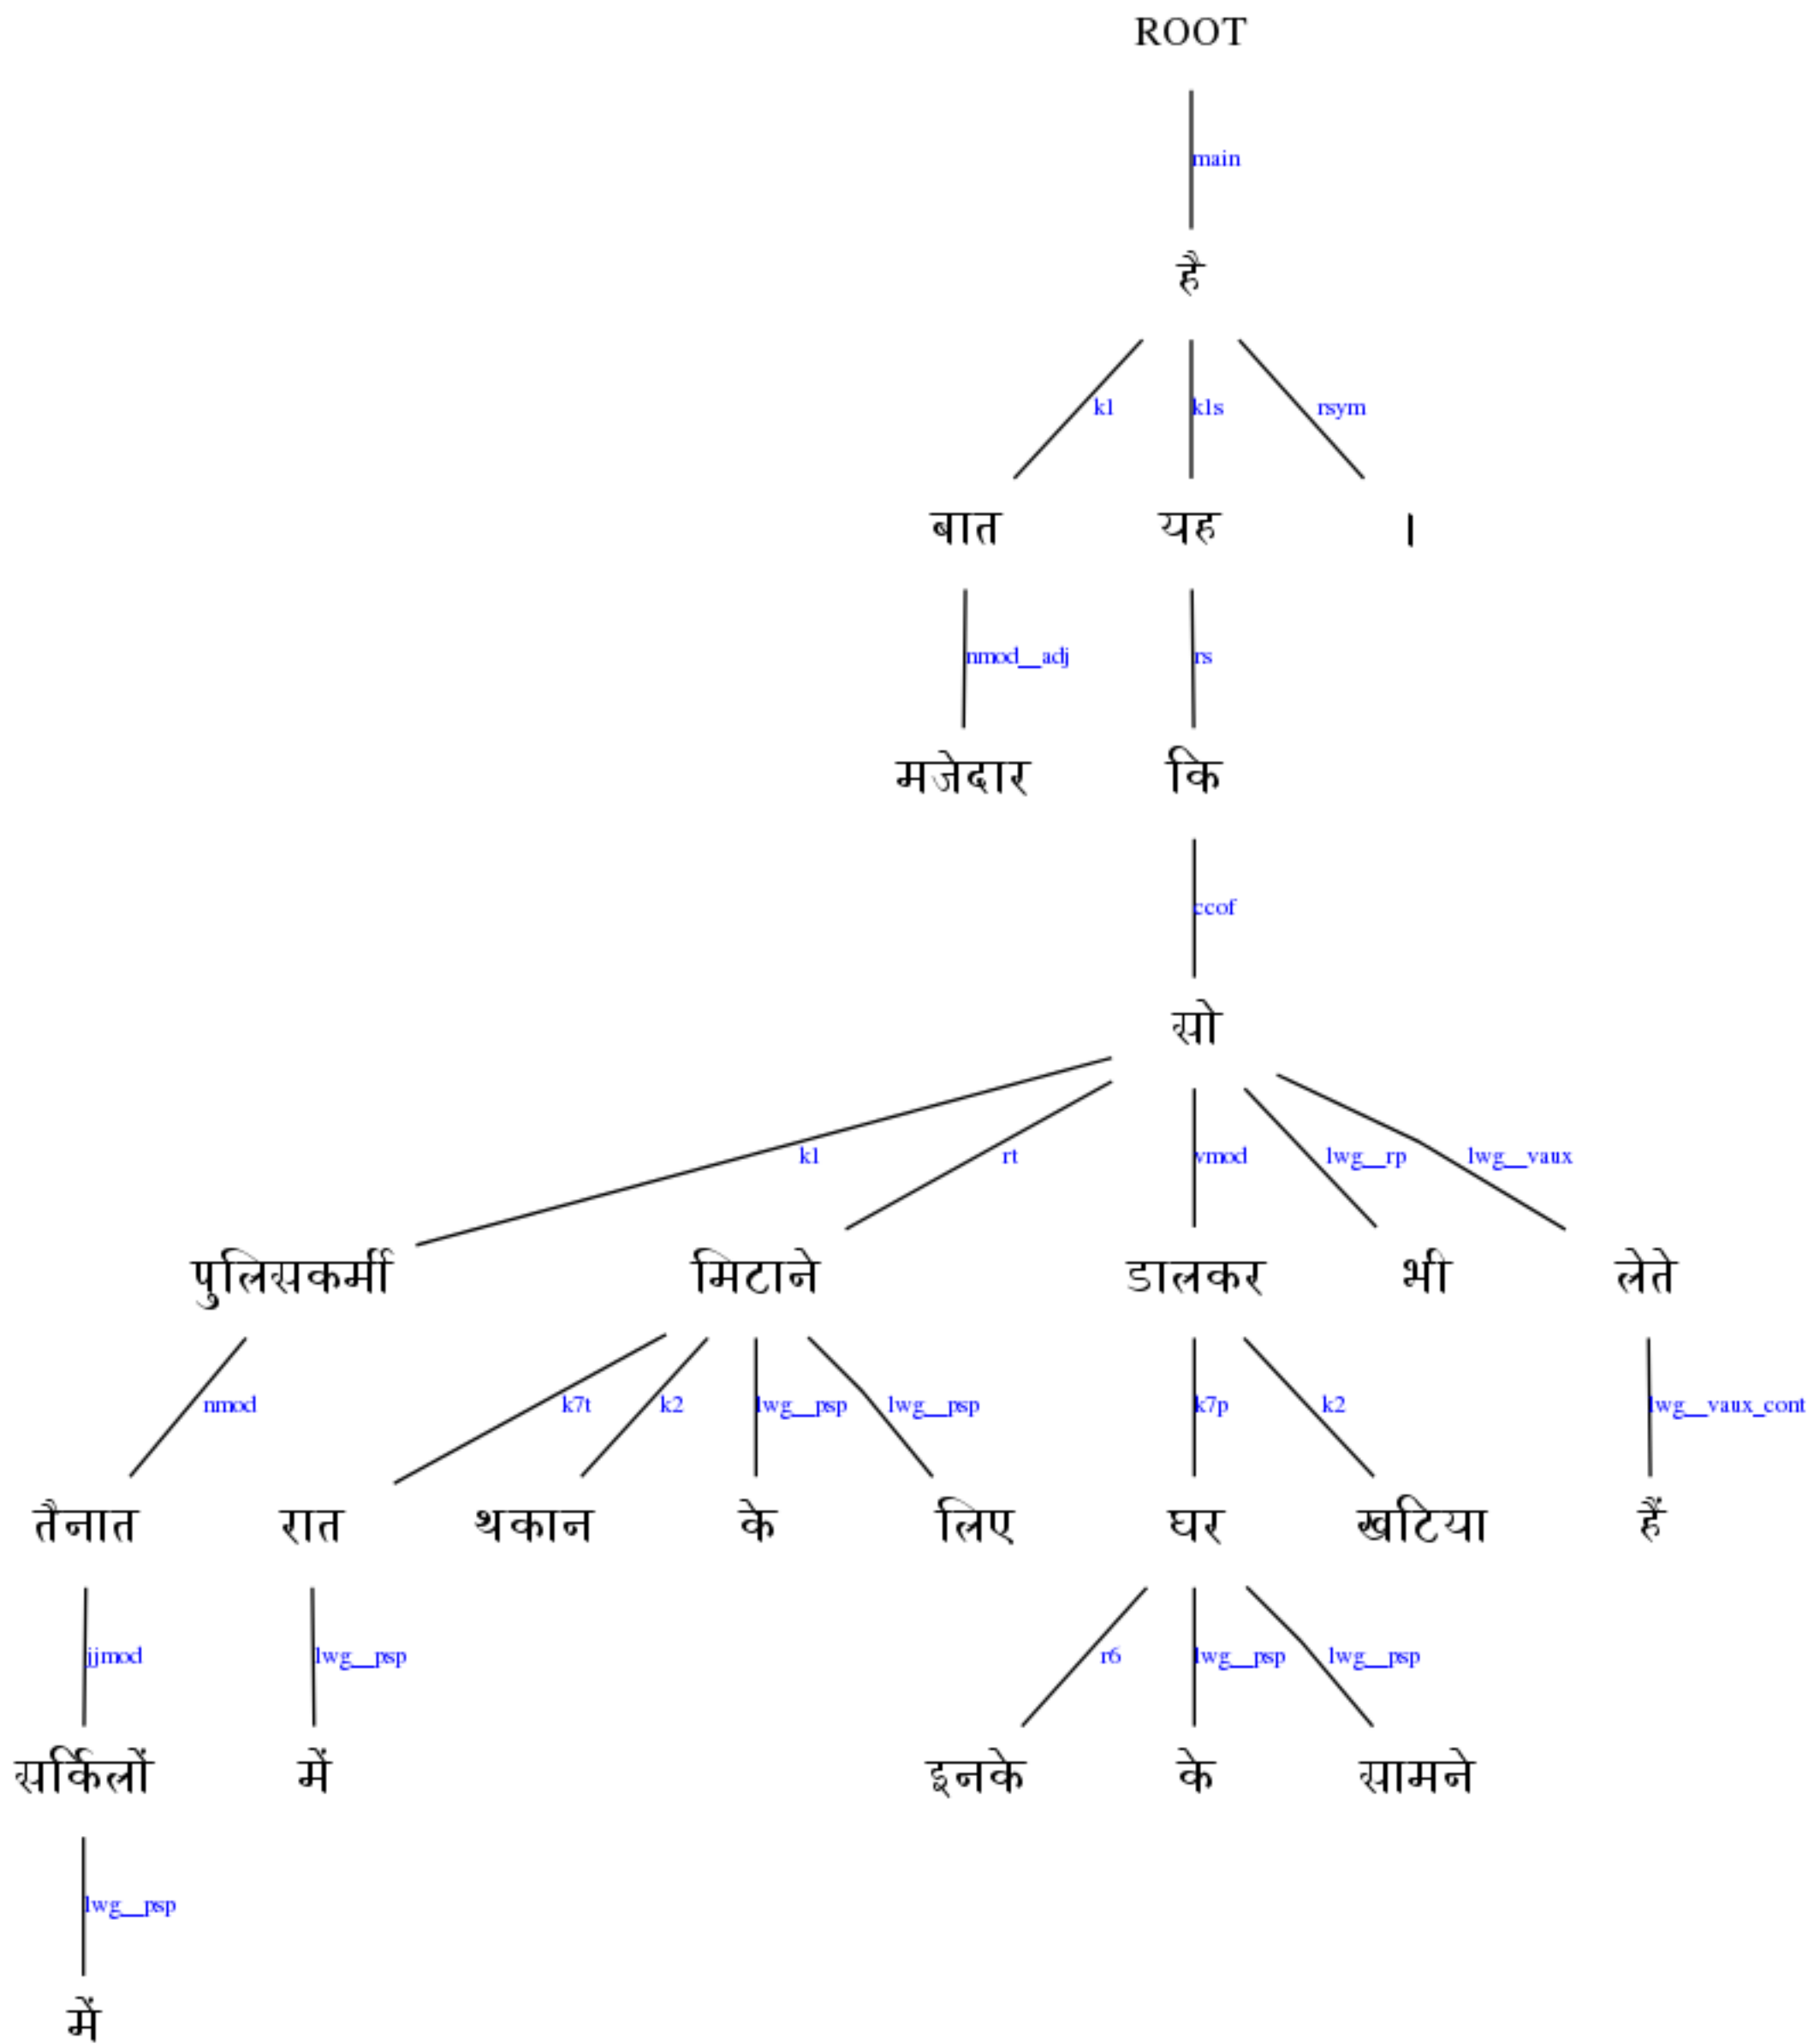 ROOT
main
है
k1 k1s rsym
बात यह ।
nmod__adj rs
मजेदार कि
ccof
सो
k1 rt vmod lwg__rp lwg__vaux
पुलिसकर्मी मिटाने डालकर भी लेते
nmod k7t k2 lwg__psp lwg__psp k7p k2 lwg__vaux_cont
तैनात रात थकान के लिए घर खटिया हैं
jjmod lwg__psp r6 lwg__psp lwg__psp
सर्किलों में इनके के सामने
lwg__psp
में